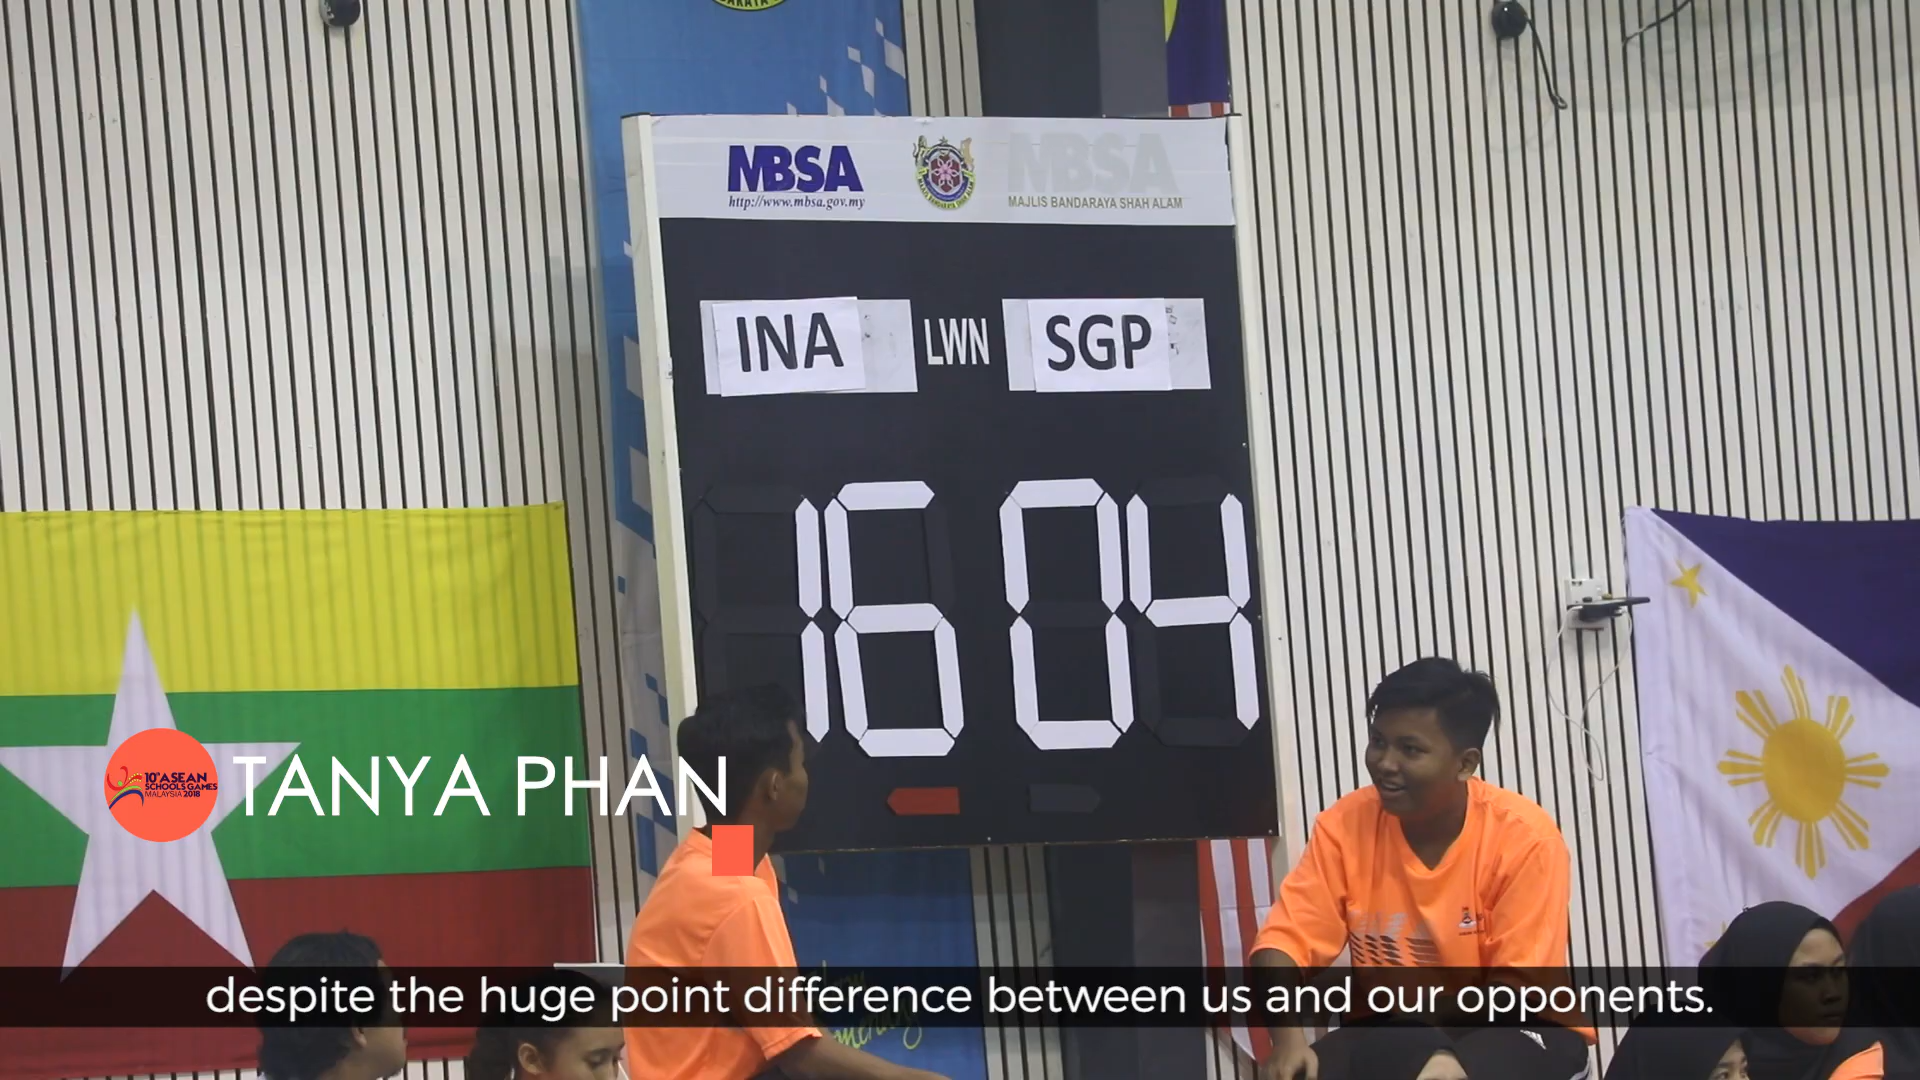 MBSA
http://www.mbsa.gov.my
MBSA
MAJLIS BANDARAYA SHAH ALAM
INA LWN SGP
16 04
10th ASEAN
SCHOOLS GAMES
MALAYSIA 2018
TANYA PHAN
despite the huge point difference between us and our opponents.